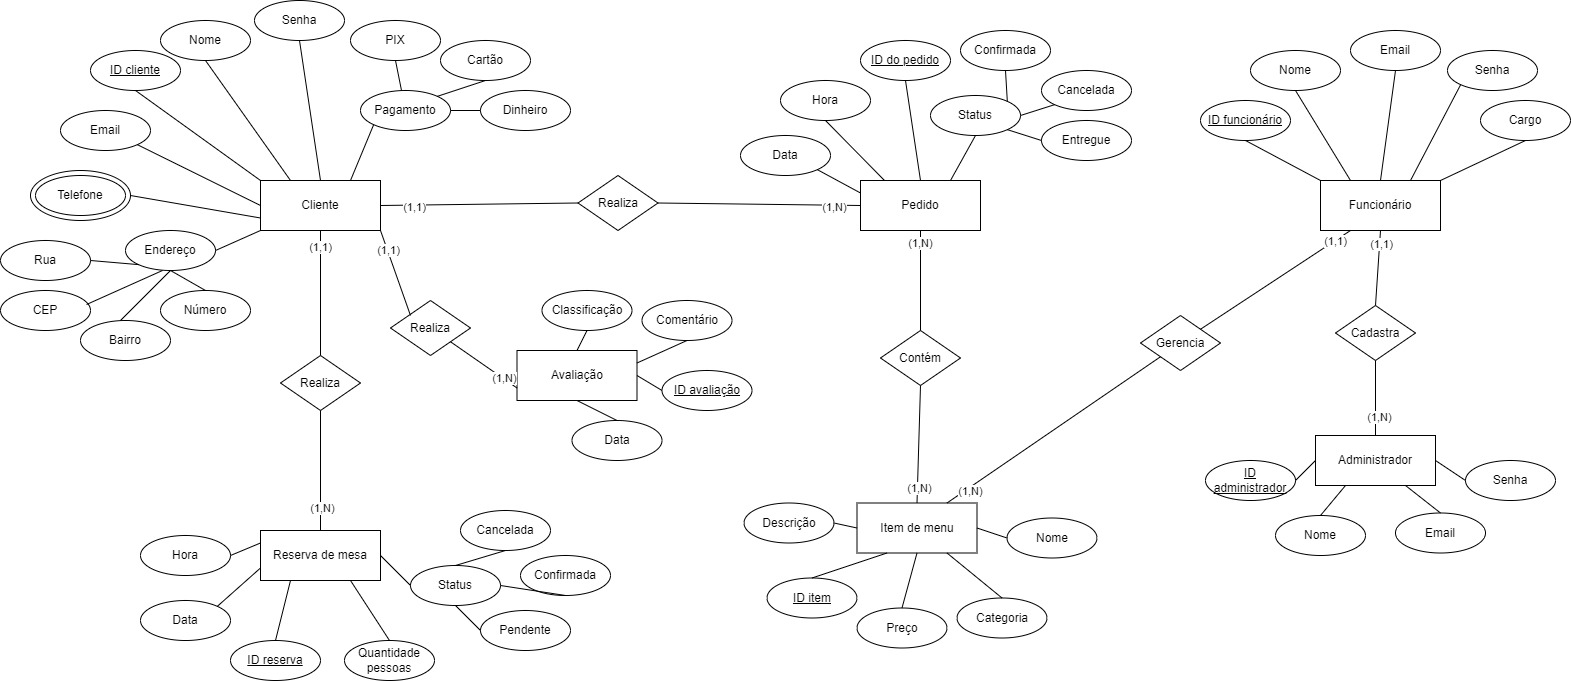 Senha
Nome
PIX
Cartão
ID cliente
Pagamento
Dinheiro
Email
Telefone
Cliente
Endereço
Rua
CEP
Número
Bairro
(1,1)
Realiza
(1,N)
(1,1)
Realiza
(1,N)
(1,1)
Realiza
(1,N)
Classificação
Comentário
Avaliação
ID avaliação
Data
Reserva de mesa
Hora
Data
ID reserva
Quantidade
pessoas
Status
Cancelada
Confirmada
Pendente
ID do pedido
Confirmada
Hora
Status
Cancelada
Entregue
Data
Pedido
(1,N)
Contém
(1,N)
(1,N)
Item de menu
Descrição
Nome
ID item
Preço
Categoria
Email
Nome
Senha
ID funcionário
Cargo
Funcionário
(1,1)
(1,1)
Gerencia
Cadastra
(1,N)
Administrador
ID
administrador
Senha
Nome
Email